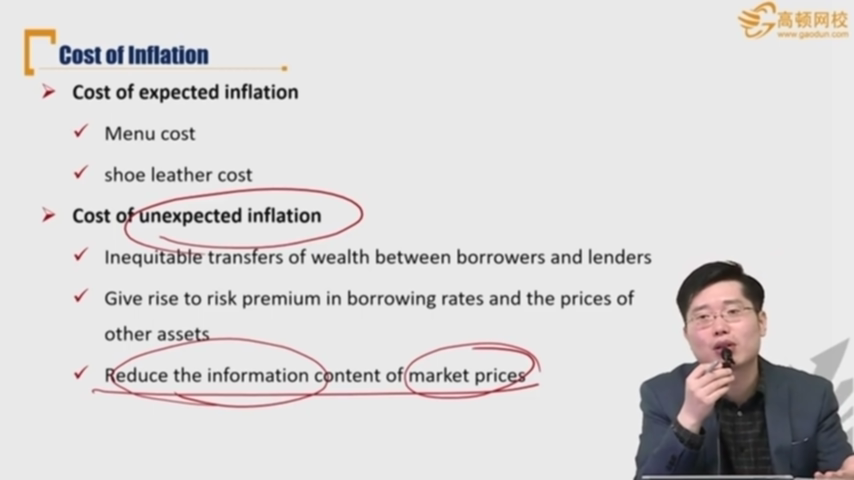 高顿网校
www.gaodun.com
Cost of Inflation
Cost of expected inflation
Menu cost
shoe leather cost
Cost of unexpected inflation
Inequitable transfers of wealth between borrowers and lenders
Give rise to risk premium in borrowing rates and the prices of
other assets
Reduce the information content of market prices